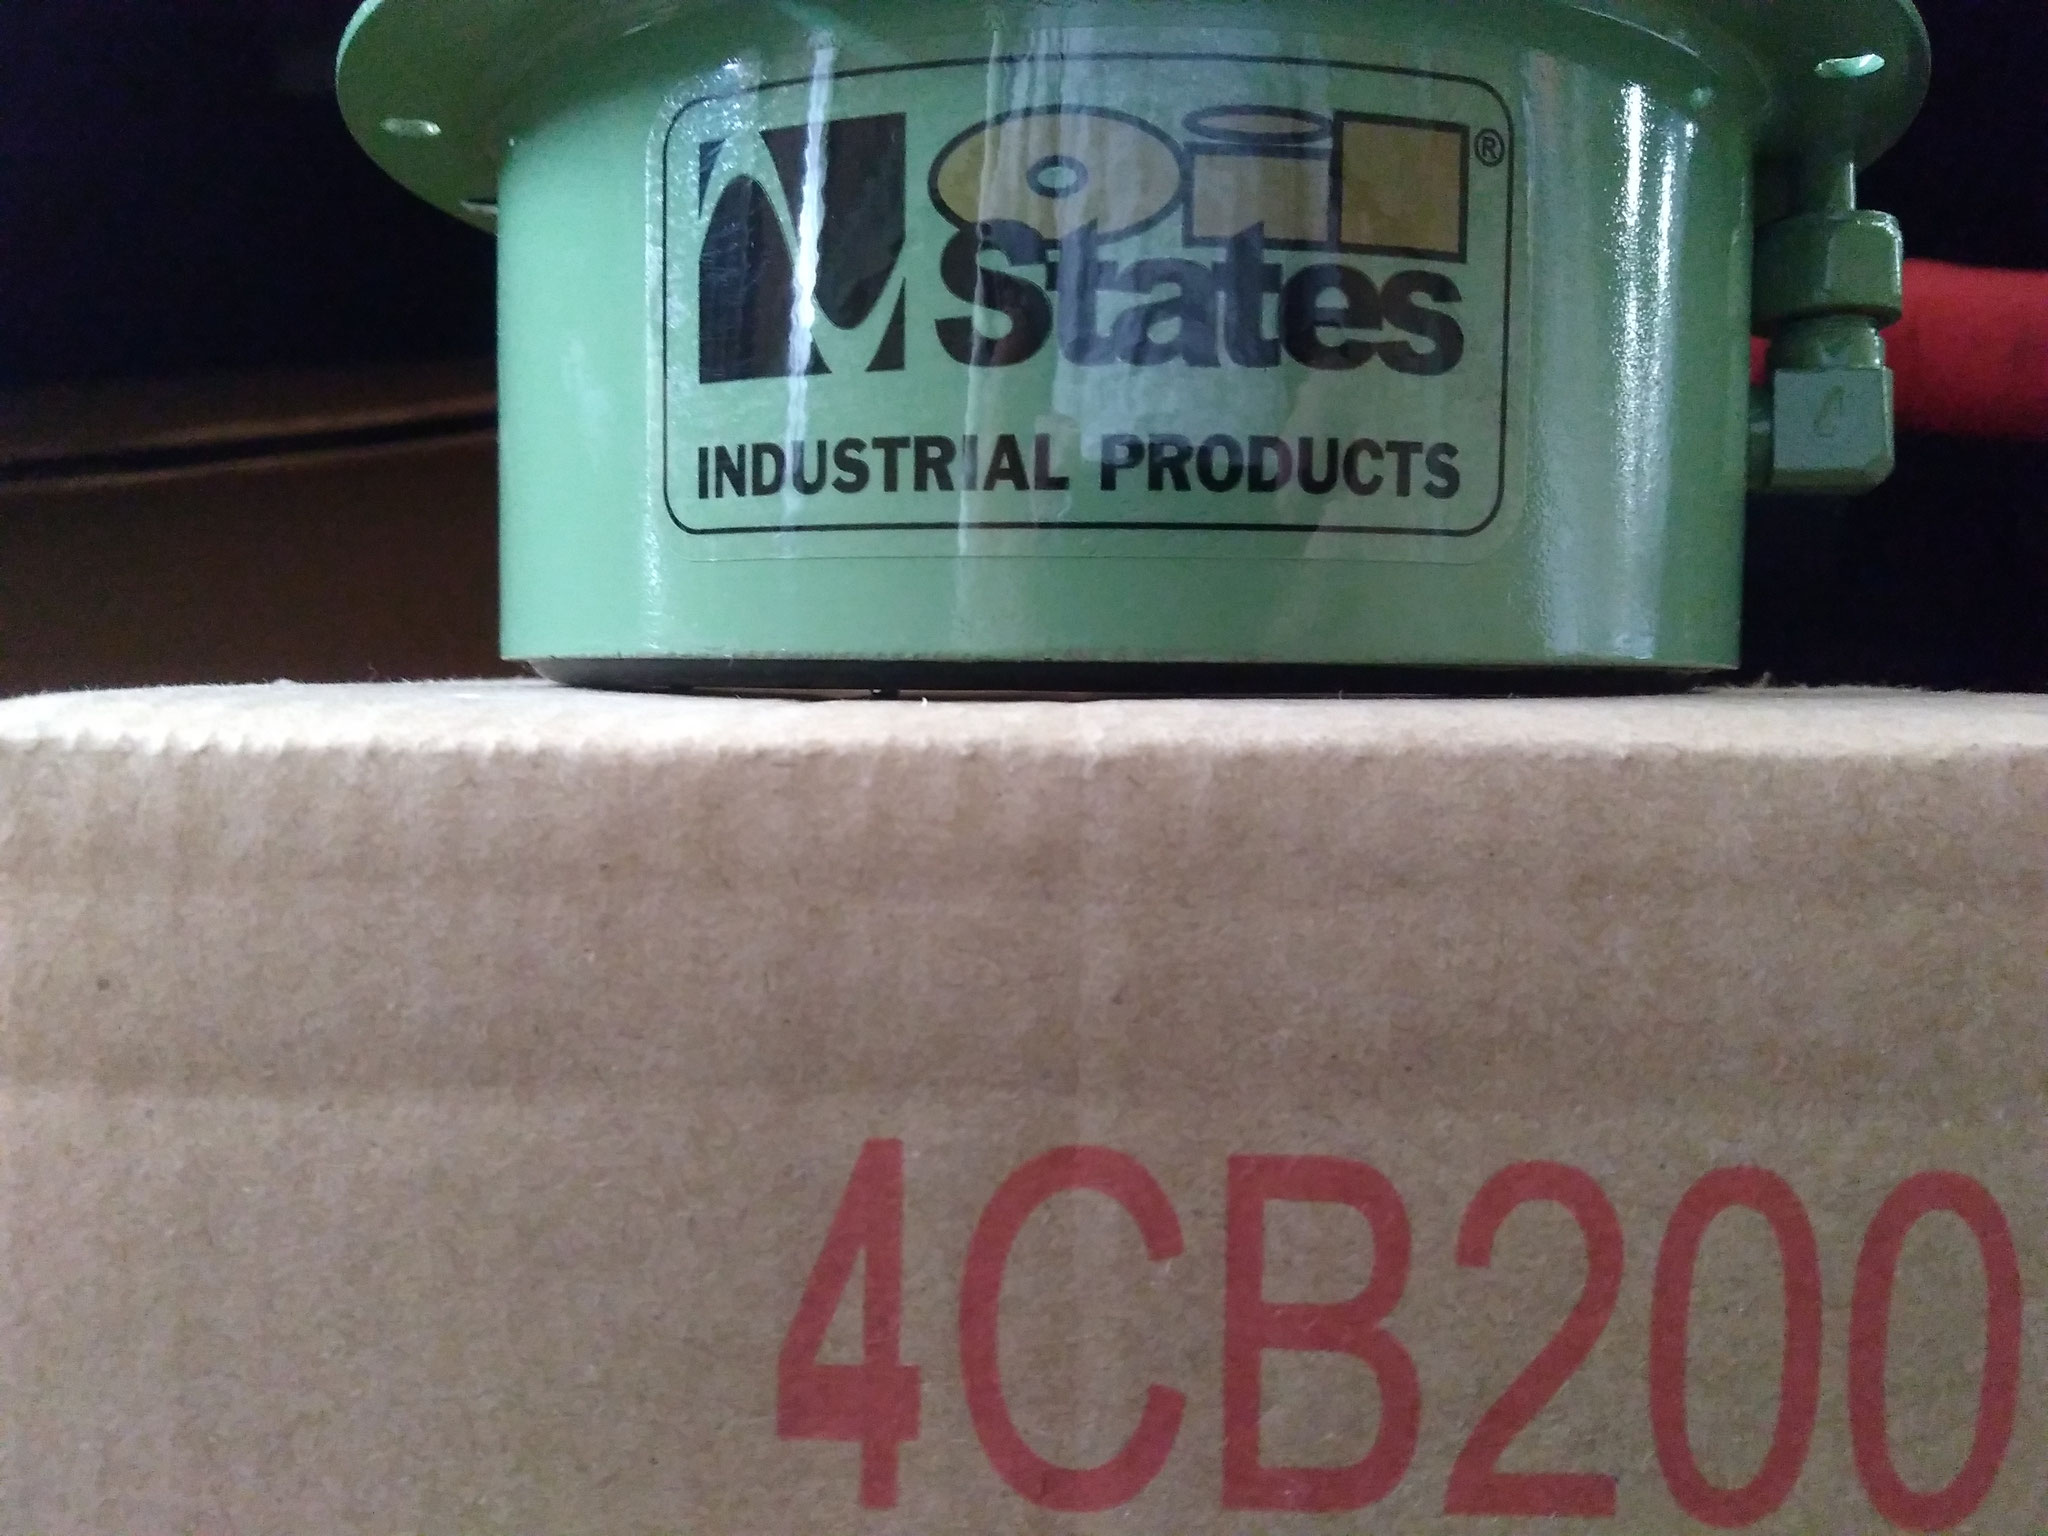 Oil®
States
INDUSTRIAL PRODUCTS
4CB200